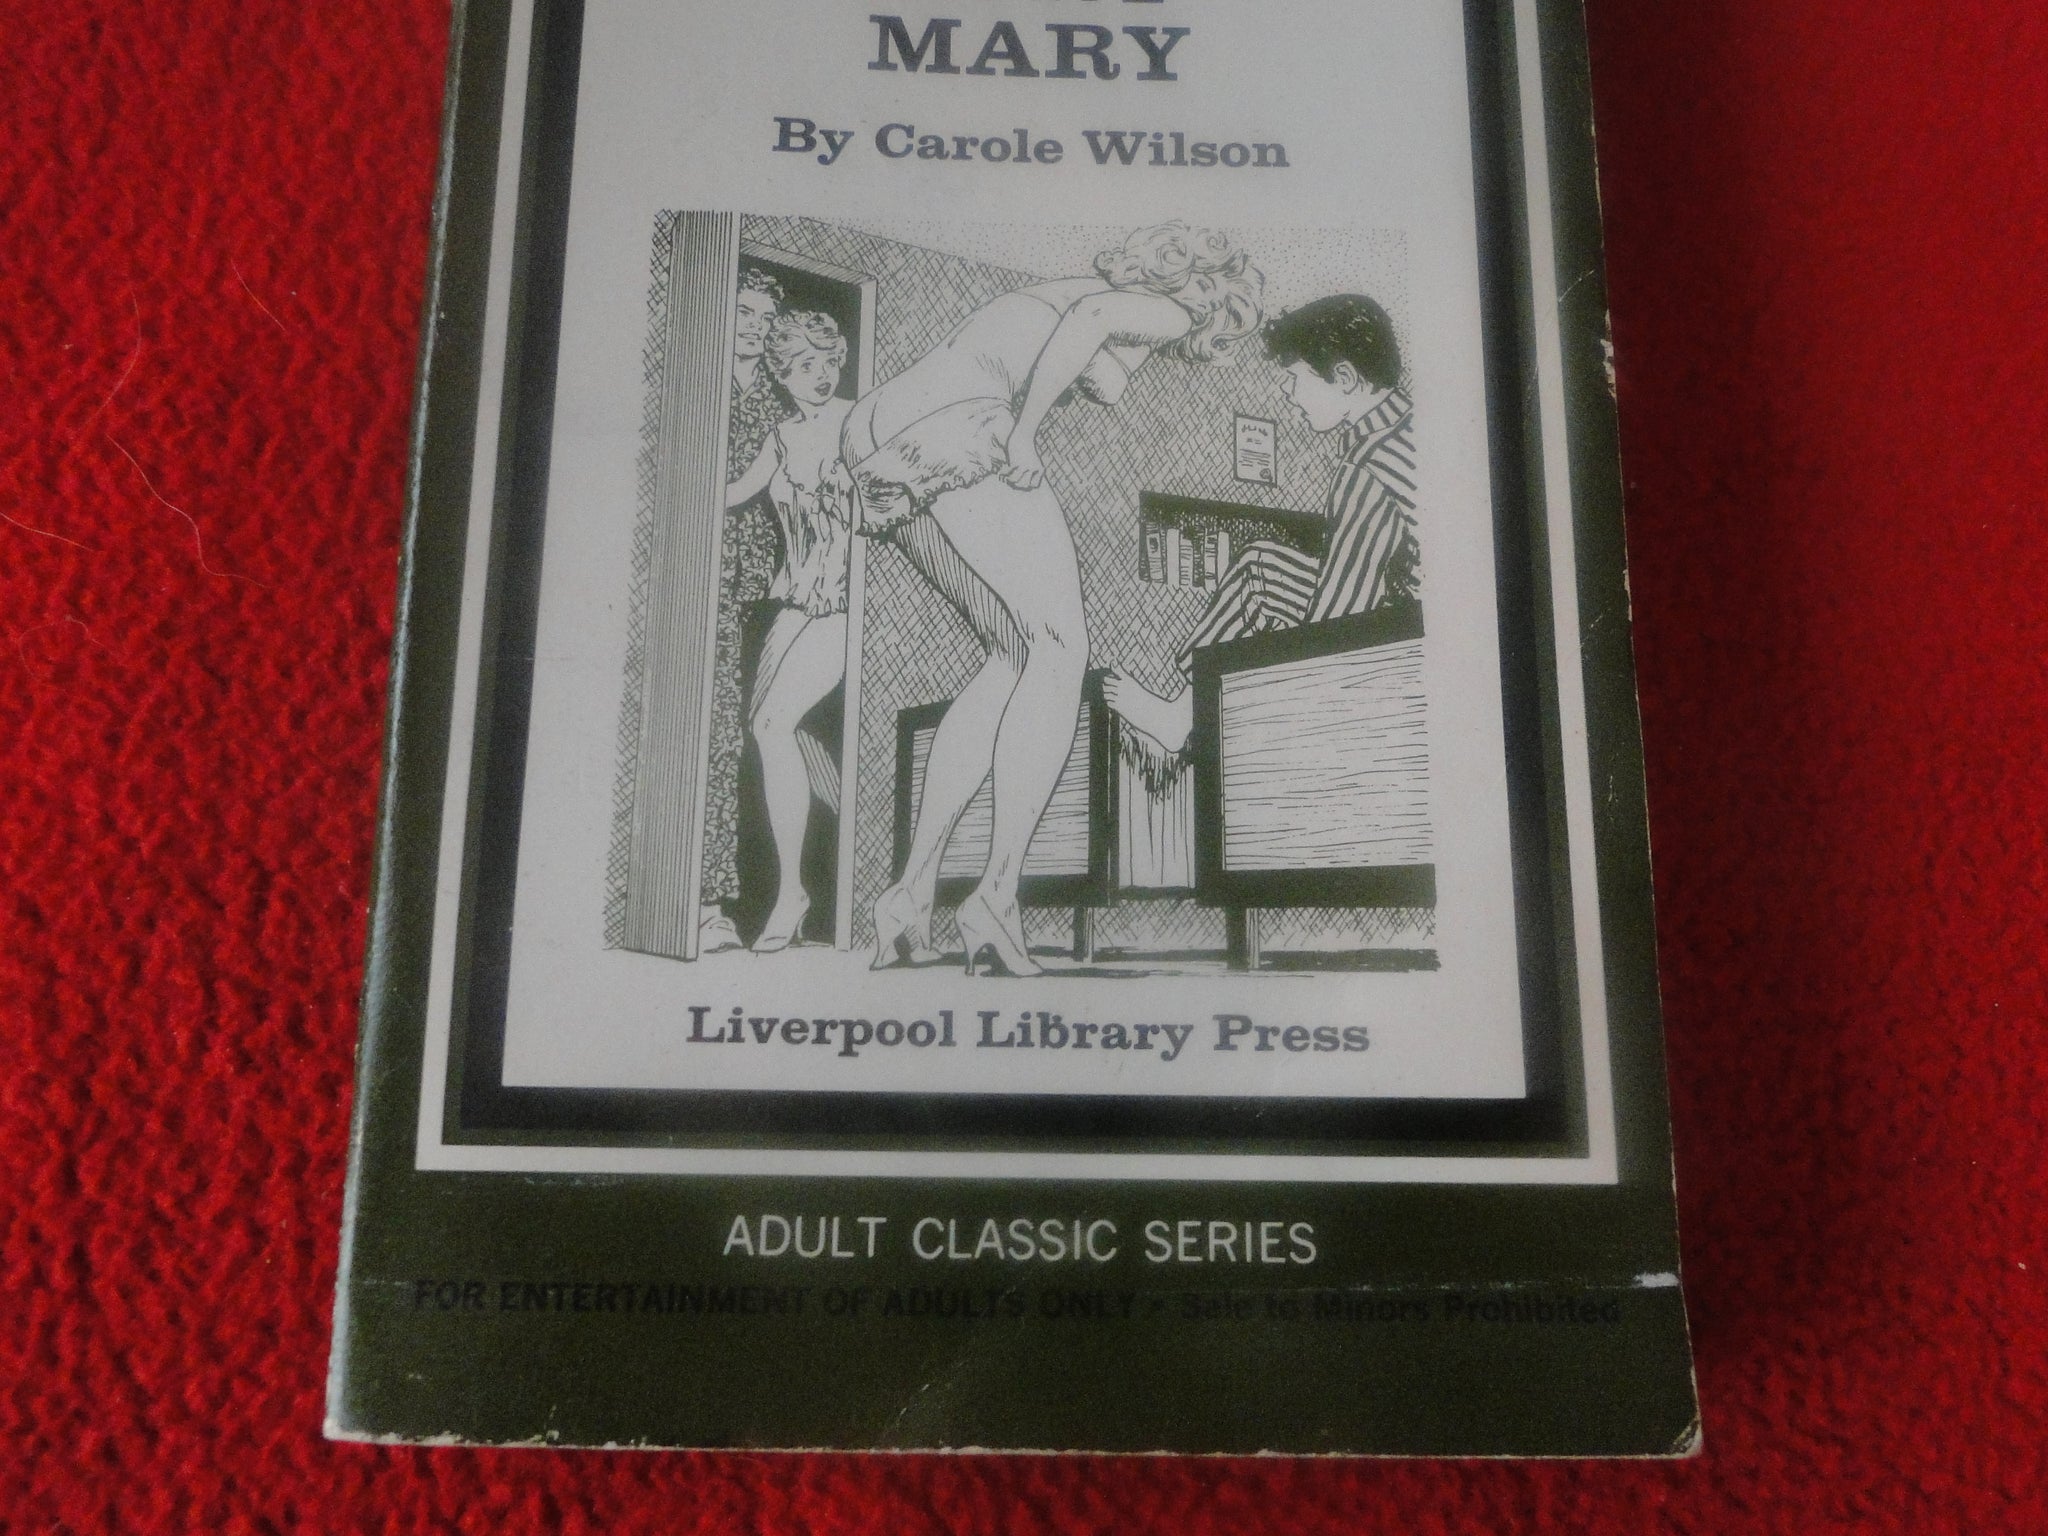 MARY
By Carole Wilson
Liverpool Library Press
ADULT CLASSIC SERIES
FOR ENTERTAINMENT OF ADULTS ONLY • Sale to Minors Prohibited